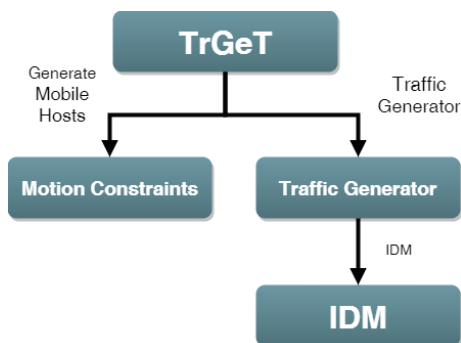 TrGeT
Generate
Mobile
Hosts
Traffic
Generator
Motion Constraints
Traffic Generator
IDM
IDM